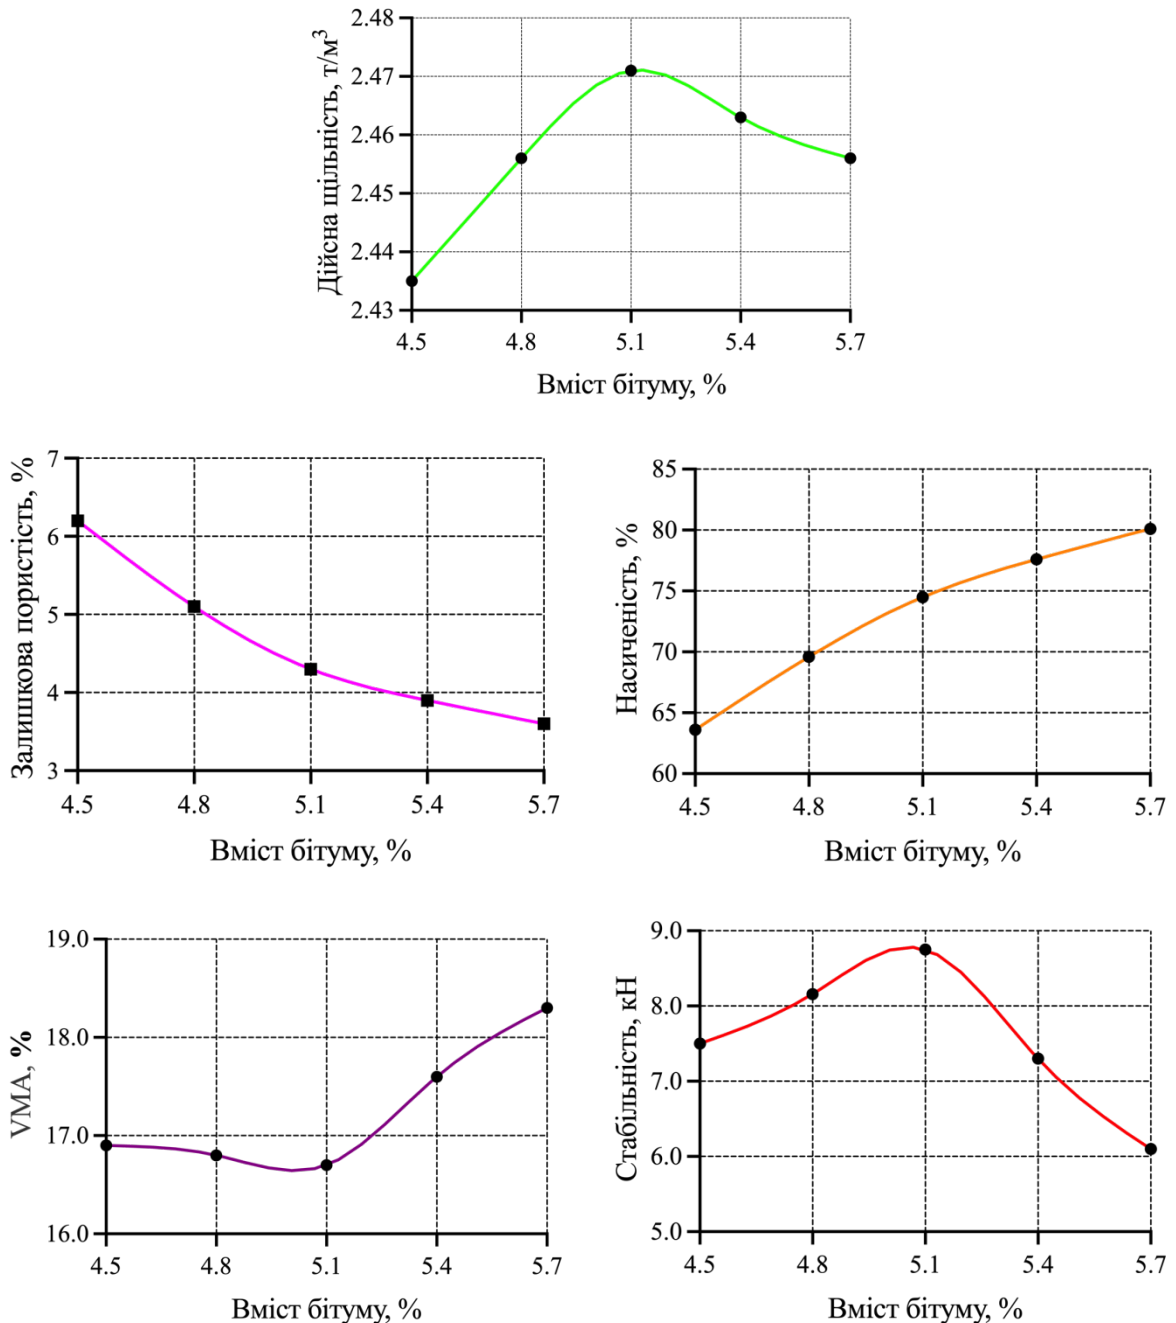 Дійсна щільність, т/м³
2.48
2.47
2.46
2.45
2.44
2.43
4.5 4.8 5.1 5.4 5.7
Вміст бітуму, %
Залишкова пористість, %
7
6
5
4
3
4.5 4.8 5.1 5.4 5.7
Вміст бітуму, %
Насиченість, %
85
80
75
70
65
60
4.5 4.8 5.1 5.4 5.7
Вміст бітуму, %
VMA, %
19.0
18.0
17.0
16.0
4.5 4.8 5.1 5.4 5.7
Вміст бітуму, %
Стабільність, кН
9.0
8.0
7.0
6.0
5.0
4.5 4.8 5.1 5.4 5.7
Вміст бітуму, %